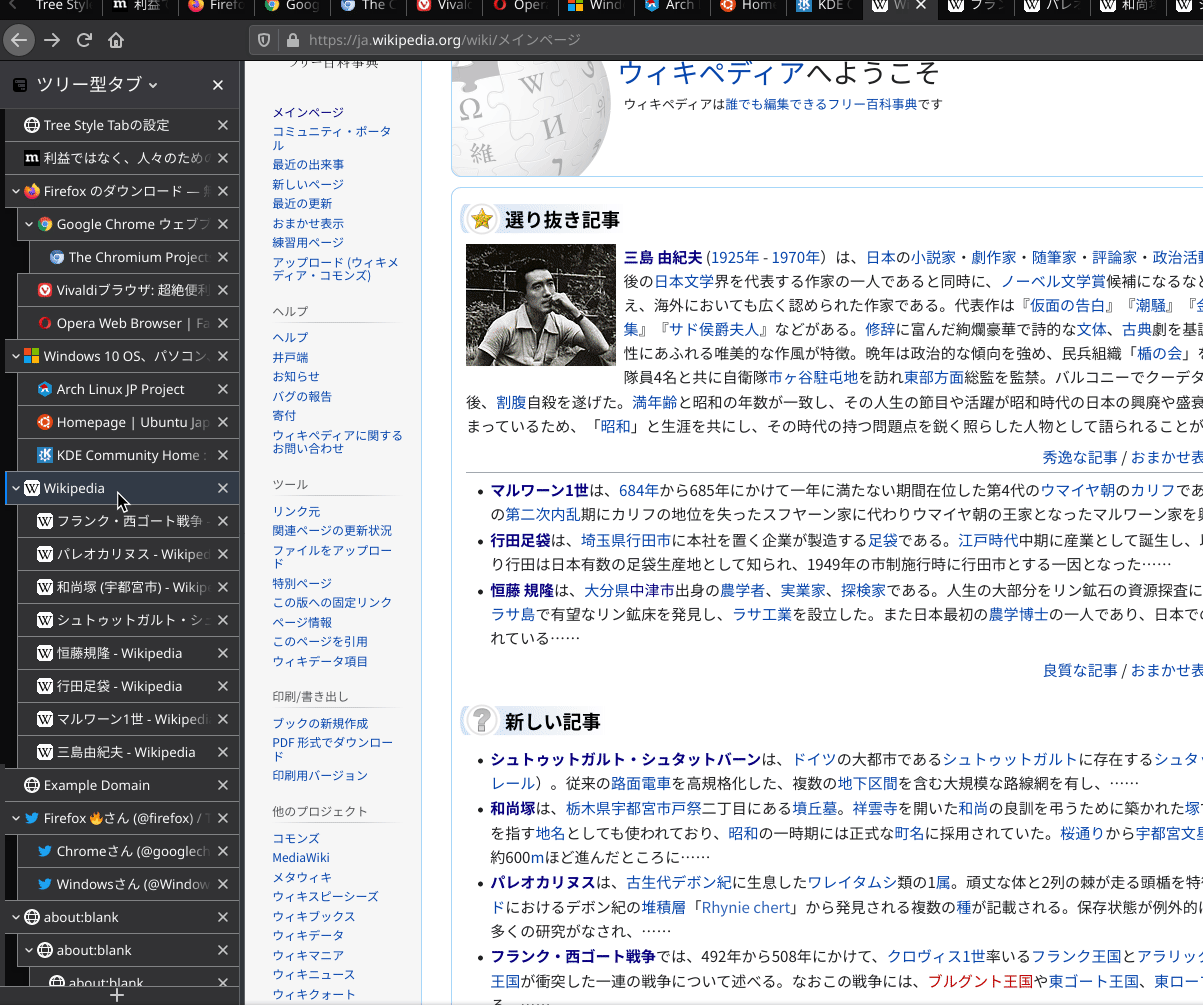 Tree Style
利益
Firefo
Goog
The C
Vivald
Opera
Wind
Arch
Home
KDE C
Wi
フラン
パレオ
和尚塚
https://ja.wikipedia.org/wiki/メインページ
ツリー型タブ
Tree Style Tabの設定
利益ではなく、人々のための
Firefox のダウンロード —
Google Chrome ウェブブ
The Chromium Project
Vivaldiブラウザ: 超絶便利
Opera Web Browser | Fa
Windows 10 OS、パソコン、
Arch Linux JP Project
Homepage | Ubuntu Jap
KDE Community Home :
Wikipedia
フランク・西ゴート戦争 -
パレオカリヌス - Wikiped
和尚塚 (宇都宮市) - Wikip
シュトゥットガルト・シュ
恒藤規隆 - Wikipedia
行田足袋 - Wikipedia
マルワーン1世 - Wikipedi
三島由紀夫 - Wikipedia
Example Domain
Firefox 🔥さん (@firefox) / T
Chromeさん (@googlech
Windowsさん (@Window
about:blank
about:blank
about:blank
フリー百科事典
メインページ
コミュニティ・ポータ
ル
最近の出来事
新しいページ
最近の更新
おまかせ表示
練習用ページ
アップロード (ウィキメ
ディア・コモンズ)
ヘルプ
ヘルプ
井戸端
お知らせ
バグの報告
寄付
ウィキペディアに関する
お問い合わせ
ツール
リンク元
関連ページの更新状況
ファイルをアップロー
ド
特別ページ
この版への固定リンク
ページ情報
このページを引用
ウィキデータ項目
印刷/書き出し
ブックの新規作成
PDF 形式でダウンロー
ド
印刷用バージョン
他のプロジェクト
コモンズ
MediaWiki
メタウィキ
ウィキスピーシーズ
ウィキブックス
ウィキデータ
ウィキマニア
ウィキニュース
ウィキクォート
Ω
W
И
維
7
ウィキペディアへようこそ
ウィキペディアは誰でも編集できるフリー百科事典です
選り抜き記事
三島 由紀夫 (1925年 - 1970年）は、日本の小説家・劇作家・随筆家・評論家・政治活動
後の日本文学界を代表する作家の一人であると同時に、ノーベル文学賞候補になるなど
え、海外においても広く認められた作家である。代表作は『仮面の告白』『潮騒』『金
集』『サド侯爵夫人』などがある。修辞に富んだ絢爛豪華で詩的な文体、古典劇を基調
性にあふれる唯美的な作風が特徴。晩年は政治的な傾向を強め、民兵組織「楯の会」を
隊員4名と共に自衛隊市ヶ谷駐屯地を訪れ東部方面総監を監禁。バルコニーでクーデタ
後、割腹自殺を遂げた。満年齢と昭和の年数が一致し、その人生の節目や活躍が昭和時代の日本の興廃や盛衰
まっているため、「昭和」と生涯を共にし、その時代の持つ問題点を鋭く照らした人物として語られることが
秀逸な記事 / おまかせ表
• マルワーン1世は、684年から685年にかけて一年に満たない期間在位した第4代のウマイヤ朝のカリフであ
の第二次内乱期にカリフの地位を失ったスフヤーン家に代わりウマイヤ朝の王家となったマルワーン家を興
• 行田足袋は、埼玉県行田市に本社を置く企業が製造する足袋である。江戸時代中期に産業として誕生し、
り行田は日本有数の足袋生産地として知られ、1949年の市制施行時に行田市とする一因となった……
• 恒藤 規隆は、大分県中津市出身の農学者、実業家、探検家である。人生の大部分をリン鉱石の資源探査に
ラサ島で有望なリン鉱床を発見し、ラサ工業を設立した。また日本最初の農学博士の一人であり、日本での
れている……
良質な記事 / おまかせ表
新しい記事
• シュトゥットガルト・シュタットバーンは、ドイツの大都市であるシュトゥットガルトに存在するシュタッ
レール）。従来の路面電車を高規格化した、複数の地下区間を含む大規模な路線網を有し、……
• 和尚塚は、栃木県宇都宮市戸祭二丁目にある墳丘墓。祥雲寺を開いた和尚の良訓を弔うために築かれた塚で
を指す地名としても使われており、昭和の一時期には正式な町名に採用されていた。桜通りから宇都宮文星
約600mほど進んだところに……
• パレオカリヌスは、古生代デボン紀に生息したワレイタムシ類の1属。頑丈な体と2列の棘が走る頭楯を特徴
ドにおけるデボン紀の堆積層「Rhynie chert」から発見される複数の種が記載される。保存状態が例外的に
多くの研究がなされ、……
• フランク・西ゴート戦争では、492年から508年にかけて、クロヴィス1世率いるフランク王国とアラリック
王国が衝突した一連の戦争について述べる。なおこの戦争には、ブルグント王国や東ゴート王国、東ロー
る。……